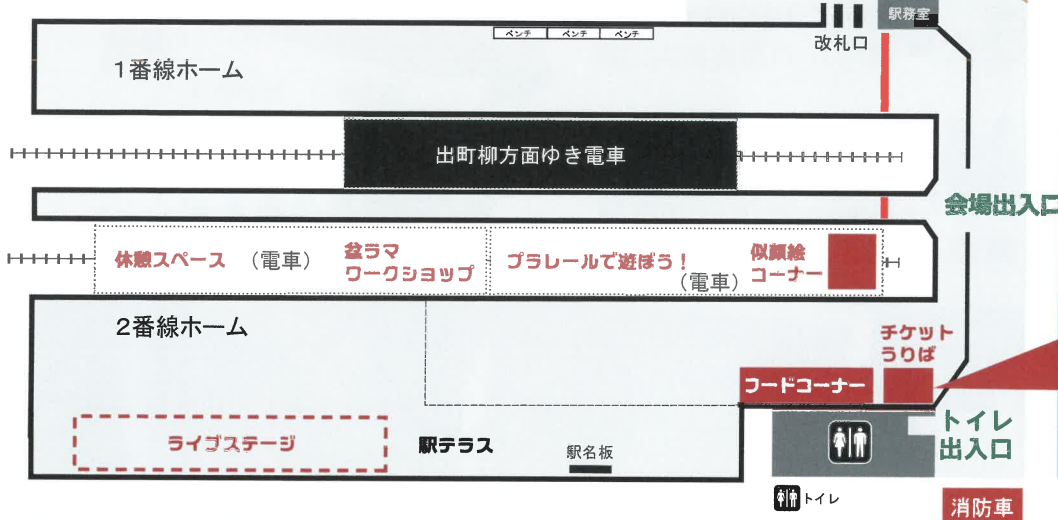 駅務室
ベンチ ベンチ ベンチ
改札口
1番線ホーム
出町柳方面ゆき電車
会場出入口
休憩スペース (電車) 盆ラマ
ワークショップ
プラレールで遊ぼう!
(電車)
似顔絵
コーナー
2番線ホーム
チケット
うりば
フードコーナー
トイレ
出入口
ライブステージ
駅テラス
駅名板
トイレ
消防車